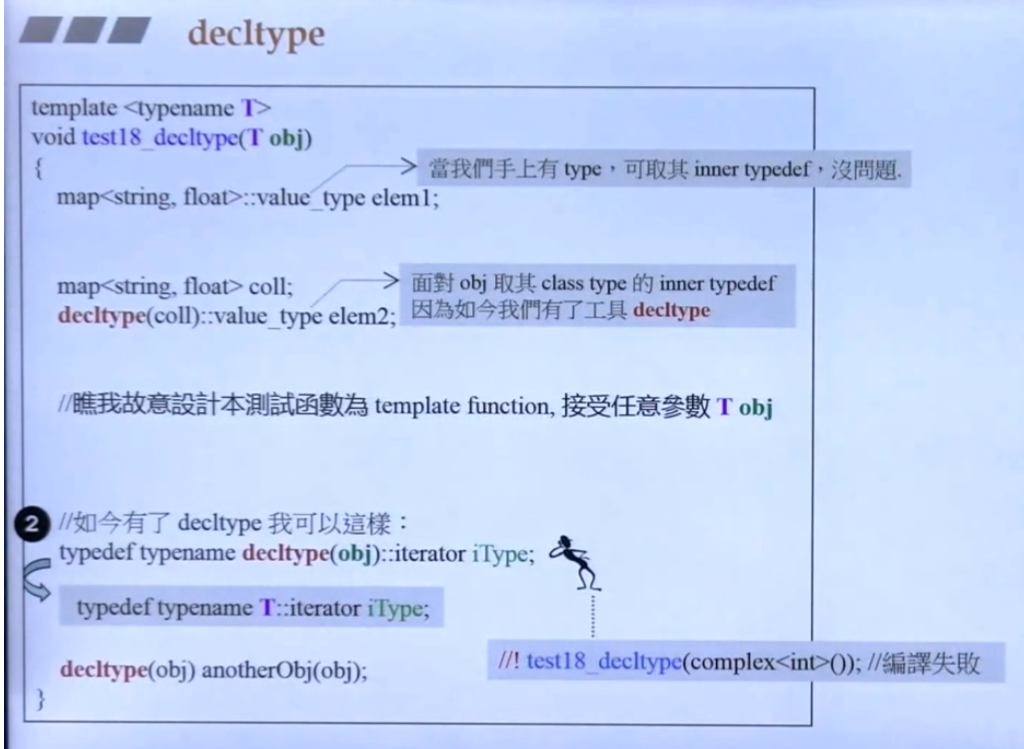 decltype
template <typename T>
void test18_decltype(T obj)
{
當我們手上有 type，可取其 inner typedef，沒問題.
map<string, float>::value_type elem1;
map<string, float> coll;
面對 obj 取其 class type 的 inner typedef
decltype(coll)::value_type elem2;
因為如今我們有了工具 decltype
//瞧我故意設計本測試函數為 template function, 接受任意參數 T obj
2 //如今有了 decltype 我可以這樣：
typedef typename decltype(obj)::iterator iType;
typedef typename T::iterator iType;
decltype(obj) anotherObj(obj);
//! test18_decltype(complex<int>()); //編譯失敗
}